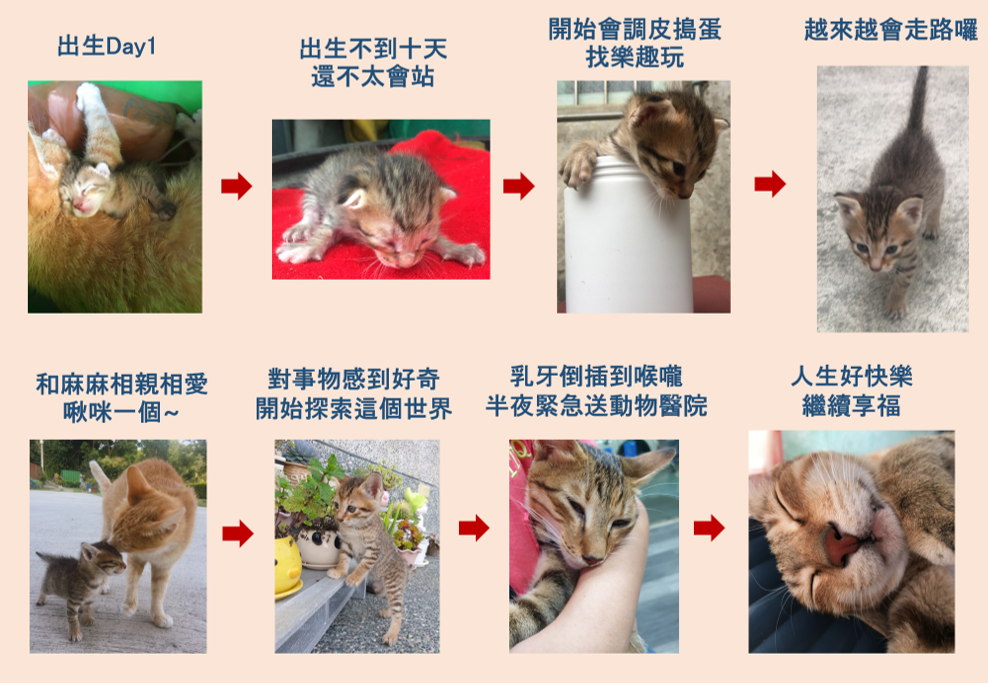 出生Day1
出生不到十天
還不太會站
開始會調皮搗蛋
找樂趣玩
越來越會走路囉
和麻麻相親相愛
啾咪一個~
對事物感到好奇
開始探索這個世界
乳牙倒插到喉嚨
半夜緊急送動物醫院
人生好快樂
繼續享福